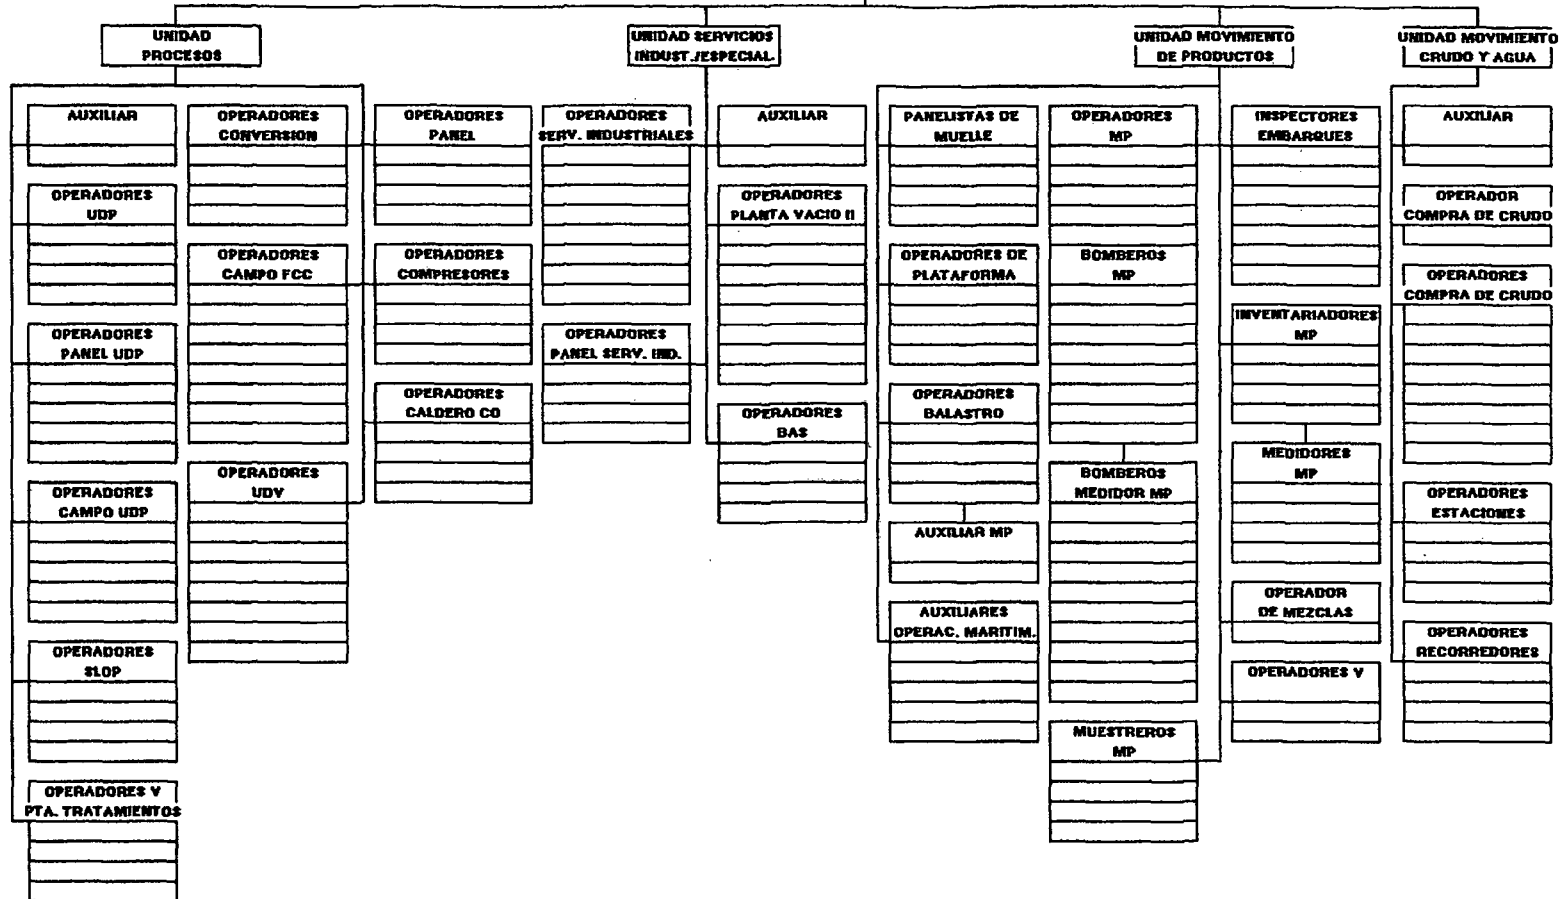 UNIDAD
PROCESOS
UNIDAD SERVICIOS
INDUST./ESPECIAL.
UNIDAD MOVIMIENTO
DE PRODUCTOS
UNIDAD MOVIMIENTO
CRUDO Y AGUA
AUXILIAR
OPERADORES
UDP
OPERADORES
PANEL UDP
OPERADORES
CAMPO UDP
OPERADORES
SLOP
OPERADORES V
PTA. TRATAMIENTOS
OPERADORES
CONVERSION
OPERADORES
CAMPO FCC
OPERADORES
UDV
OPERADORES
PANEL
OPERADORES
COMPRESORES
OPERADORES
CALDERO CO
OPERADORES
SERV. INDUSTRIALES
OPERADORES
PANEL SERV. IND.
AUXILIAR
OPERADORES
PLANTA VACIO II
OPERADORES
BAS
PANELISTAS DE
MUELLE
OPERADORES DE
PLATAFORMA
OPERADORES
BALASTRO
AUXILIAR MP
AUXILIARES
OPERAC. MARITIM.
OPERADORES
MP
BOMBEROS
MP
BOMBEROS
MEDIDOR MP
MUESTREROS
MP
INSPECTORES
EMBARQUES
INVENTARIADORES
MP
MEDIDORES
MP
OPERADOR
DE MEZCLAS
OPERADORES V
AUXILIAR
OPERADOR
COMPRA DE CRUDO
OPERADORES
COMPRA DE CRUDO
OPERADORES
ESTACIONES
OPERADORES
RECORREDORES